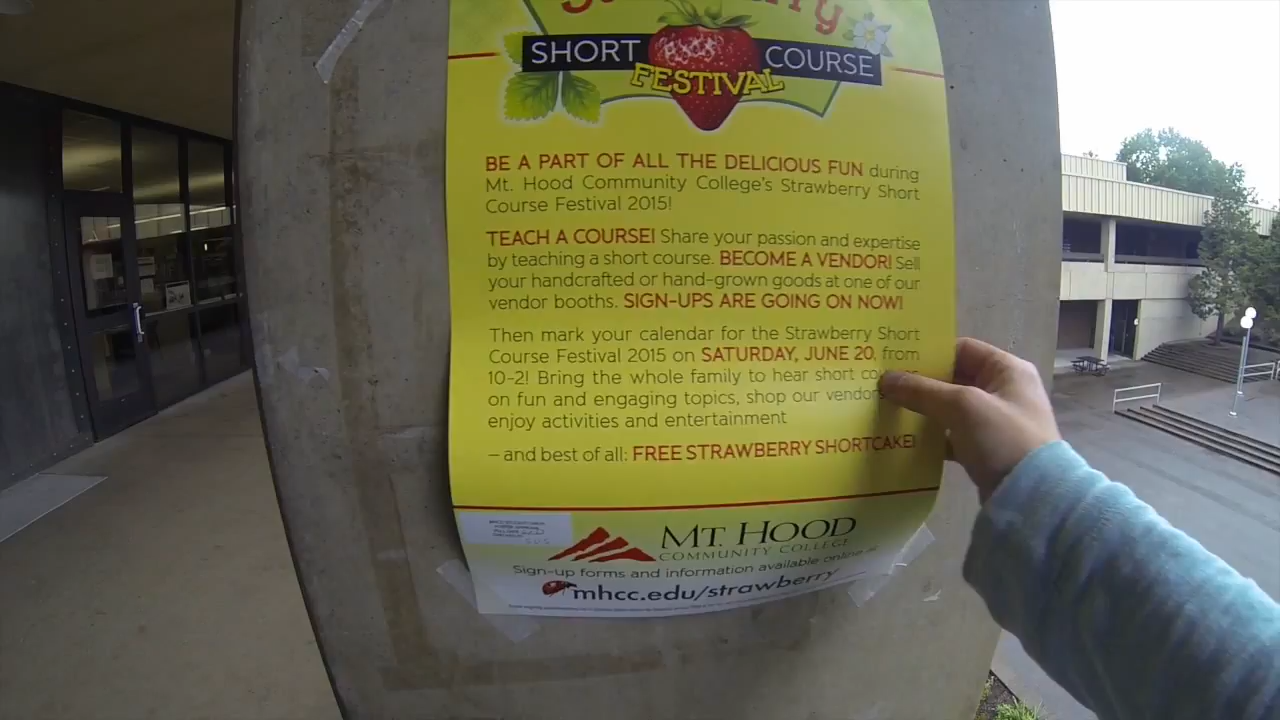 SHORT COURSE
FESTIVAL
BE A PART OF ALL THE DELICIOUS FUN during
Mt. Hood Community College's Strawberry Short
Course Festival 2015!
TEACH A COURSE! Share your passion and expertise
by teaching a short course. BECOME A VENDOR! Sell
your handcrafted or hand-grown goods at one of our
vendor booths. SIGN-UPS ARE GOING ON NOW!
Then mark your calendar for the Strawberry Short
Course Festival 2015 on SATURDAY, JUNE 20, from
10-2! Bring the whole family to hear short
on fun and engaging topics, shop our vendors
enjoy activities and entertainment
– and best of all: FREE STRAWBERRY SHORTCAKE!
MT. HOOD
COMMUNITY COLLEGE
Sign-up forms and information available online at
mhcc.edu/strawberry